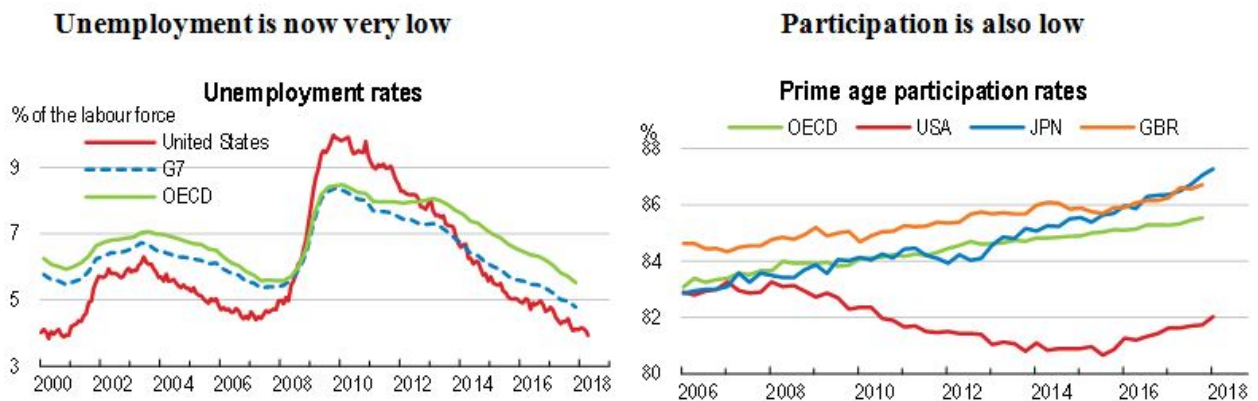 Unemployment is now very low
Unemployment rates
% of the labour force
United States
G7
OECD
9
7
5
3
2000 2002 2004 2006 2008 2010 2012 2014 2016 2018
Participation is also low
Prime age participation rates
%
OECD USA JPN GBR
88
86
84
82
80
2006 2008 2010 2012 2014 2016 2018